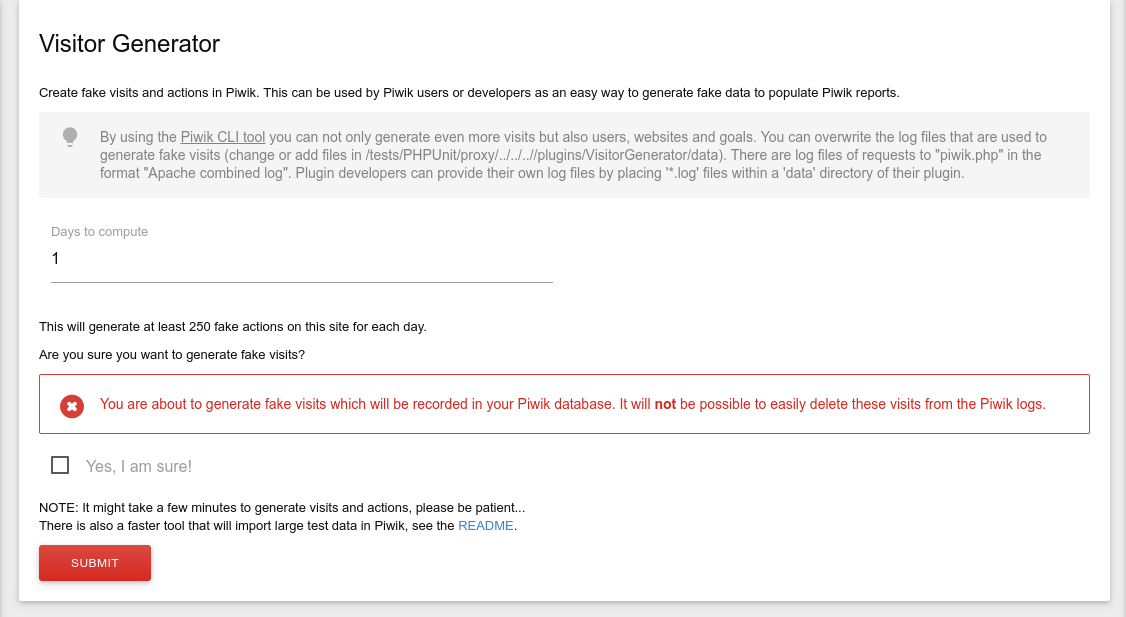 Visitor Generator
Create fake visits and actions in Piwik. This can be used by Piwik users or developers as an easy way to generate fake data to populate Piwik reports.
By using the Piwik CLI tool you can not only generate even more visits but also users, websites and goals. You can overwrite the log files that are used to
generate fake visits (change or add files in /tests/PHPUnit/proxy/../../..//plugins/VisitorGenerator/data). There are log files of requests to "piwik.php" in the
format "Apache combined log". Plugin developers can provide their own log files by placing '*.log' files within a 'data' directory of their plugin.
Days to compute
1
This will generate at least 250 fake actions on this site for each day.
Are you sure you want to generate fake visits?
You are about to generate fake visits which will be recorded in your Piwik database. It will not be possible to easily delete these visits from the Piwik logs.
Yes, I am sure!
NOTE: It might take a few minutes to generate visits and actions, please be patient...
There is also a faster tool that will import large test data in Piwik, see the README.
SUBMIT